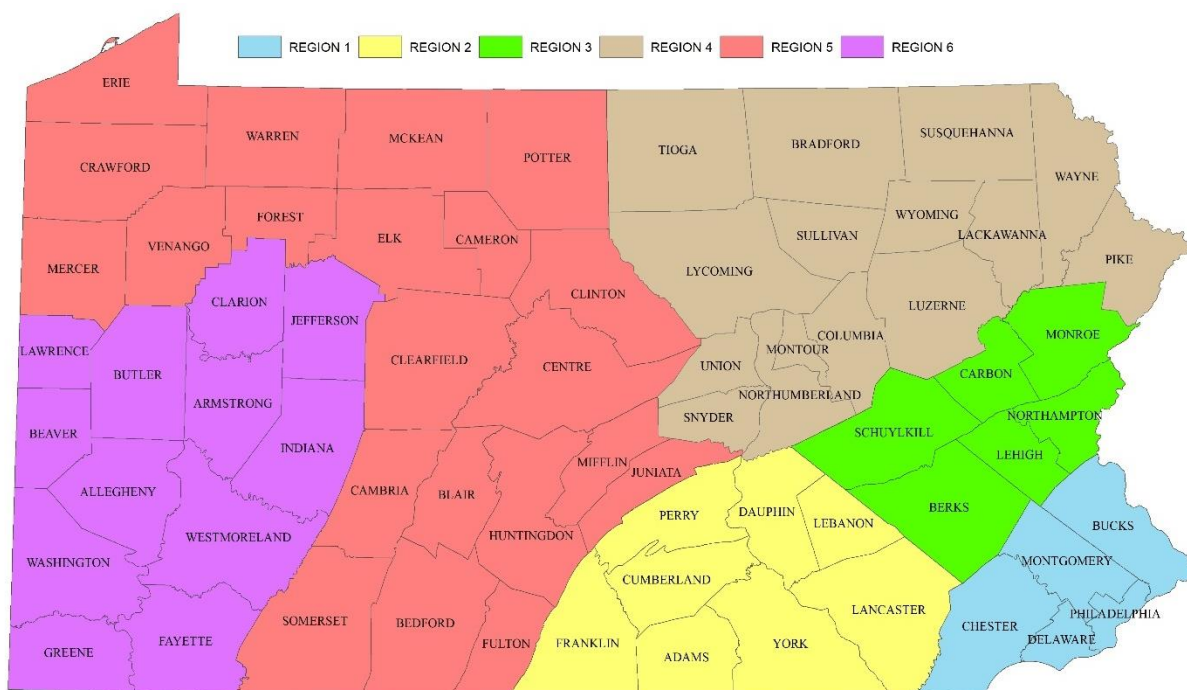 REGION 1 REGION 2 REGION 3 REGION 4 REGION 5 REGION 6
ERIE
WARREN
MCKEAN
POTTER
TIOGA
BRADFORD
SUSQUEHANNA
CRAWFORD
WAYNE
FOREST
VENANGO
ELK
CAMERON
SULLIVAN
WYOMING
LACKAWANNA
MERCER
LYCOMING
PIKE
CLARION
JEFFERSON
CLINTON
LUZERNE
LAWRENCE
BUTLER
CLEARFIELD
CENTRE
UNION
MONTOUR
COLUMBIA
MONROE
CARBON
ARMSTRONG
SNYDER
NORTHUMBERLAND
NORTHAMPTON
BEAVER
INDIANA
SCHUYLKILL
LEHIGH
ALLEGHENY
CAMBRIA
BLAIR
MIFFLIN
JUNIATA
BERKS
WESTMORELAND
HUNTINGDON
PERRY
DAUPHIN
LEBANON
BUCKS
WASHINGTON
CUMBERLAND
MONTGOMERY
LANCASTER
PHILADELPHIA
GREENE
FAYETTE
SOMERSET
BEDFORD
FULTON
FRANKLIN
ADAMS
YORK
CHESTER
DELAWARE